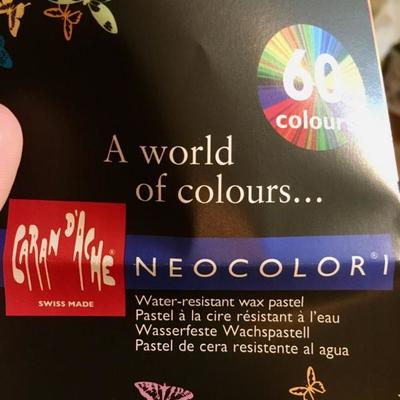 60
colours
A world
of colours...
CARAN D'ACHE®
SWISS MADE
NEOCOLOR® I
Water-resistant wax pastel
Pastel à la cire résistant à l'eau
Wasserfeste Wachspastell
Pastel de cera resistente al agua